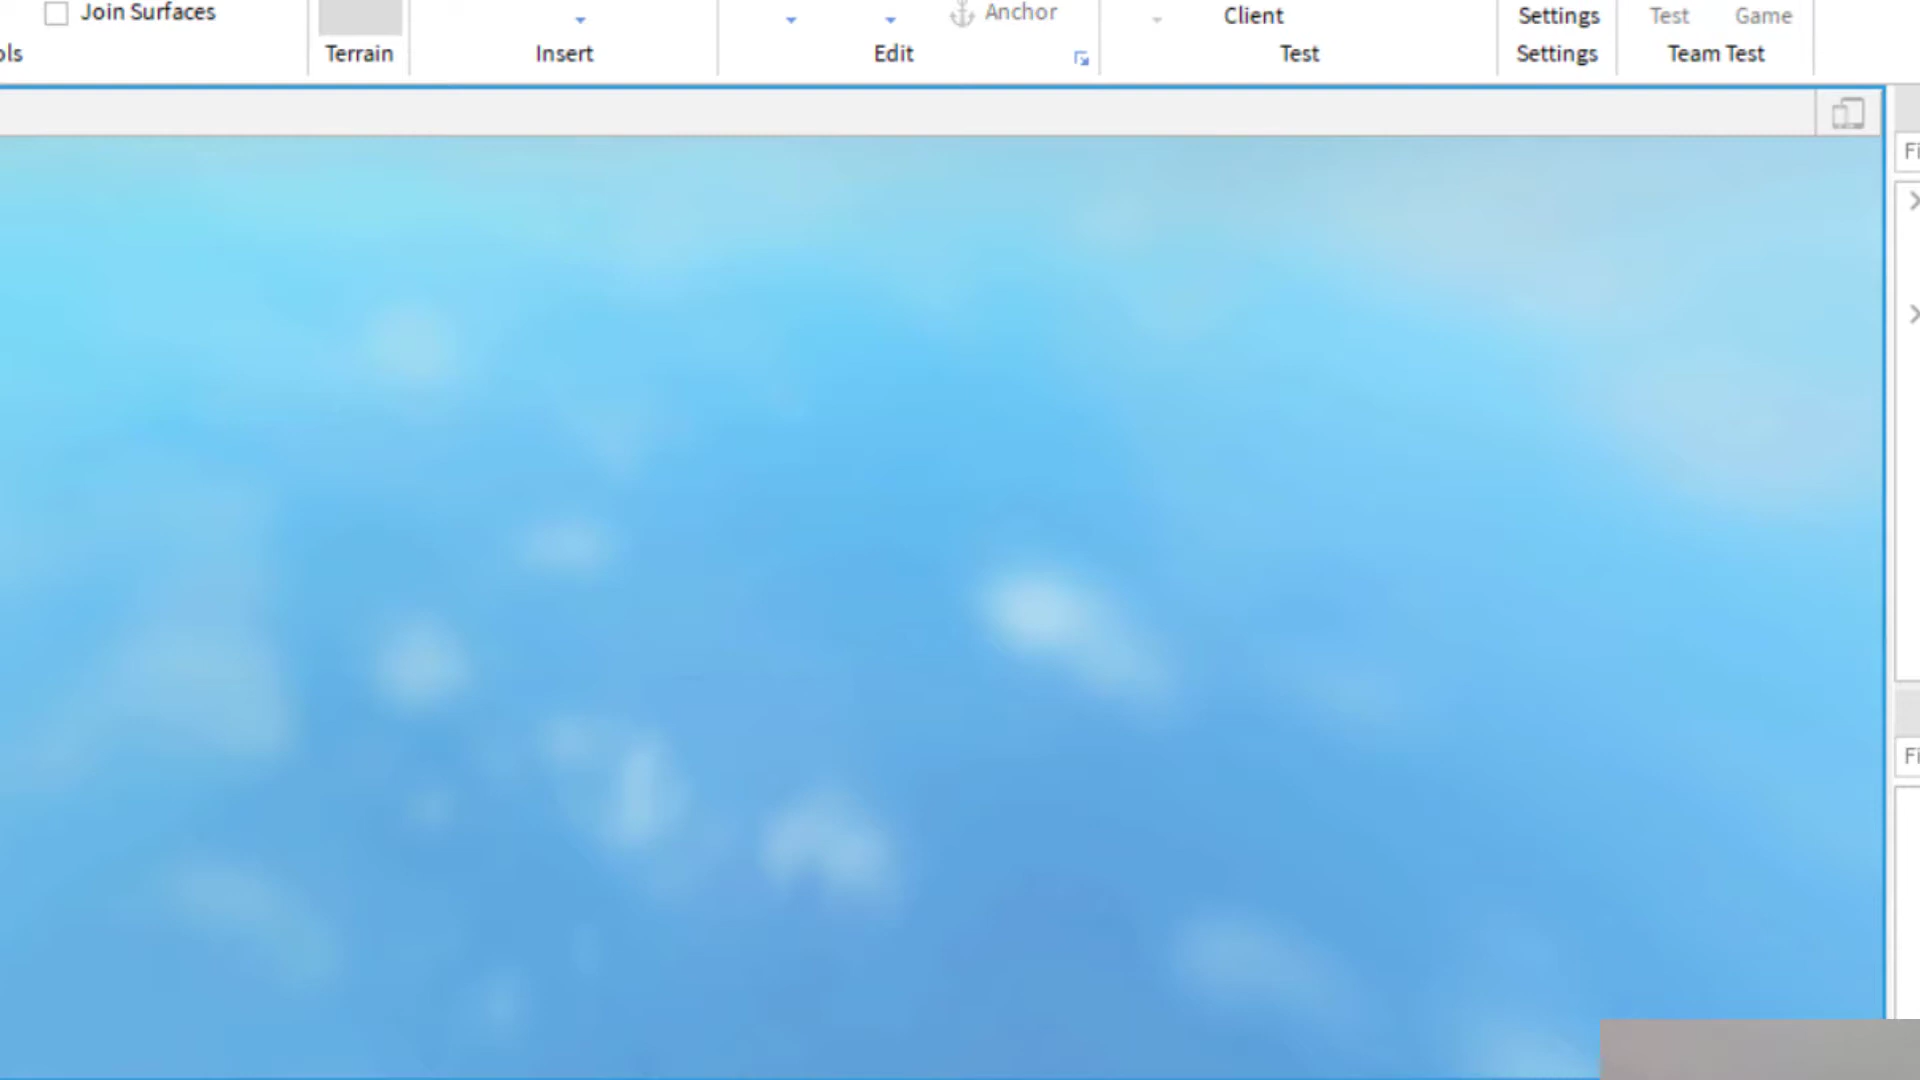 Join Surfaces
Anchor
Client
Settings
Test
Game
ols
Terrain
Insert
Edit
Test
Settings
Team Test
Fi
Fi